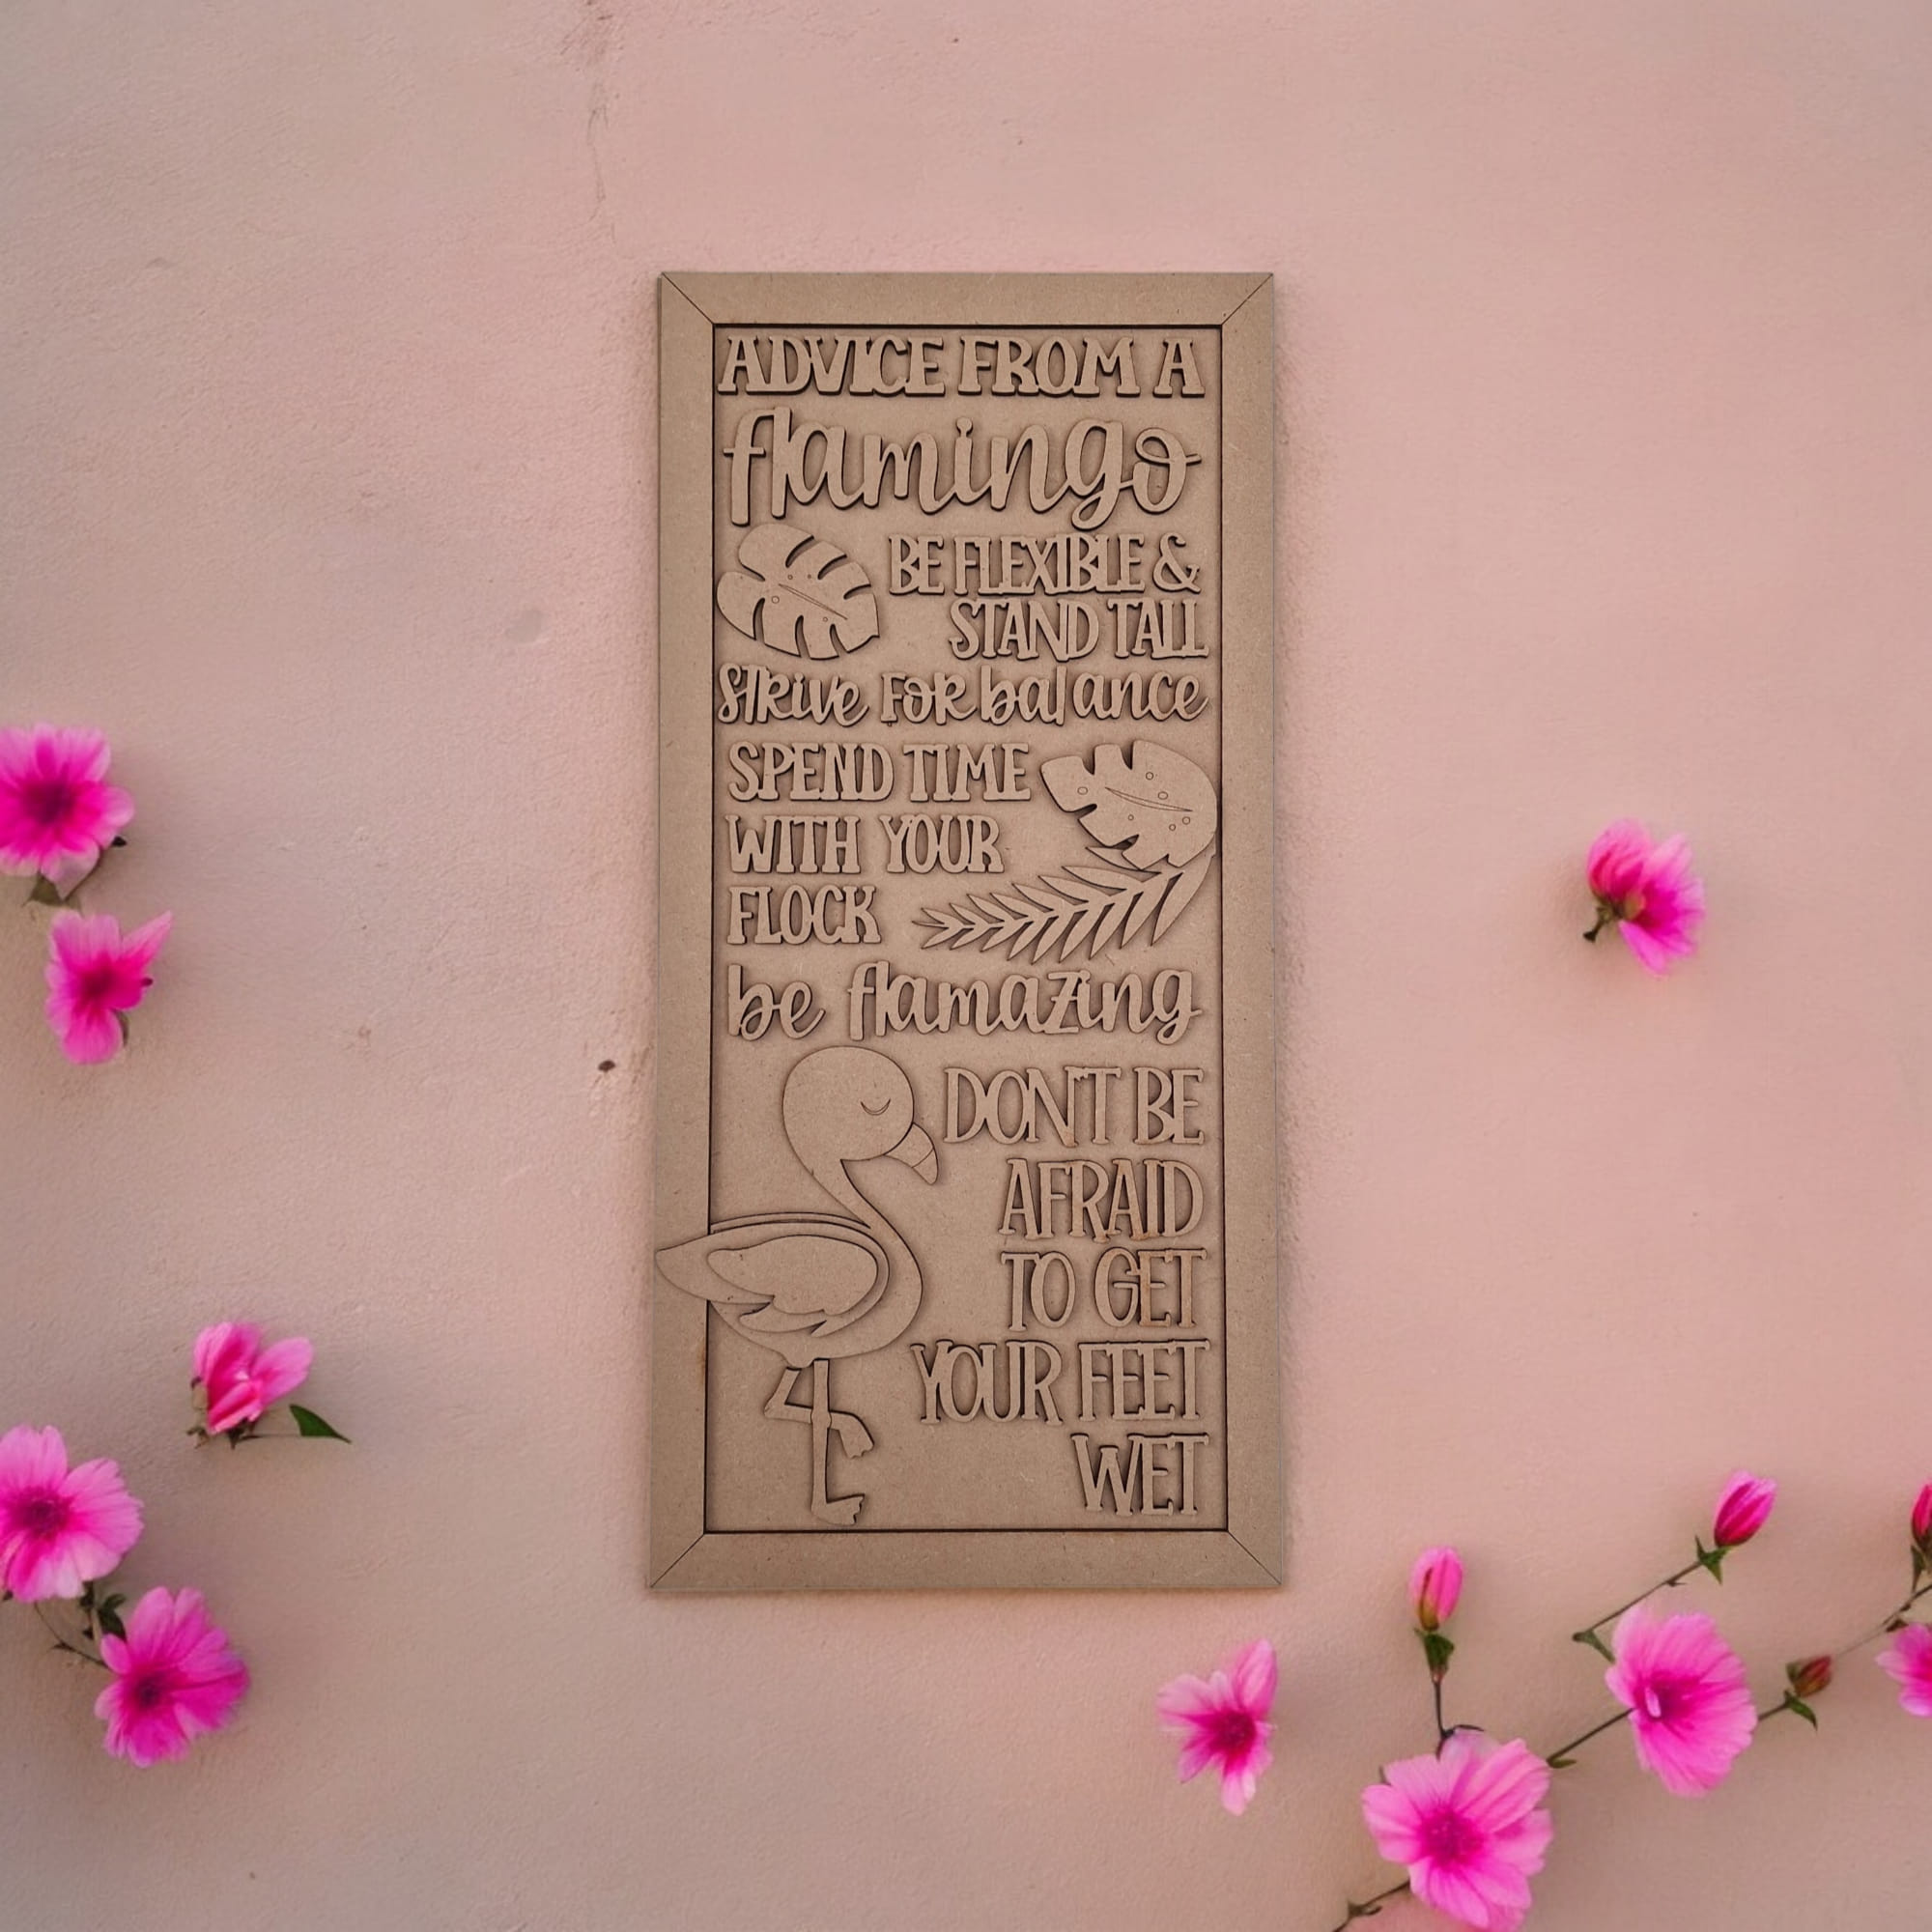 ADVICE FROM A
flamingo
BE FLEXIBLE &
STAND TALL
STRive FOR balance
SPEND TIME
WITH YOUR
FLOCK
be flamazing
DON'T BE
AFRAID
TO GET
YOUR FEET
WET